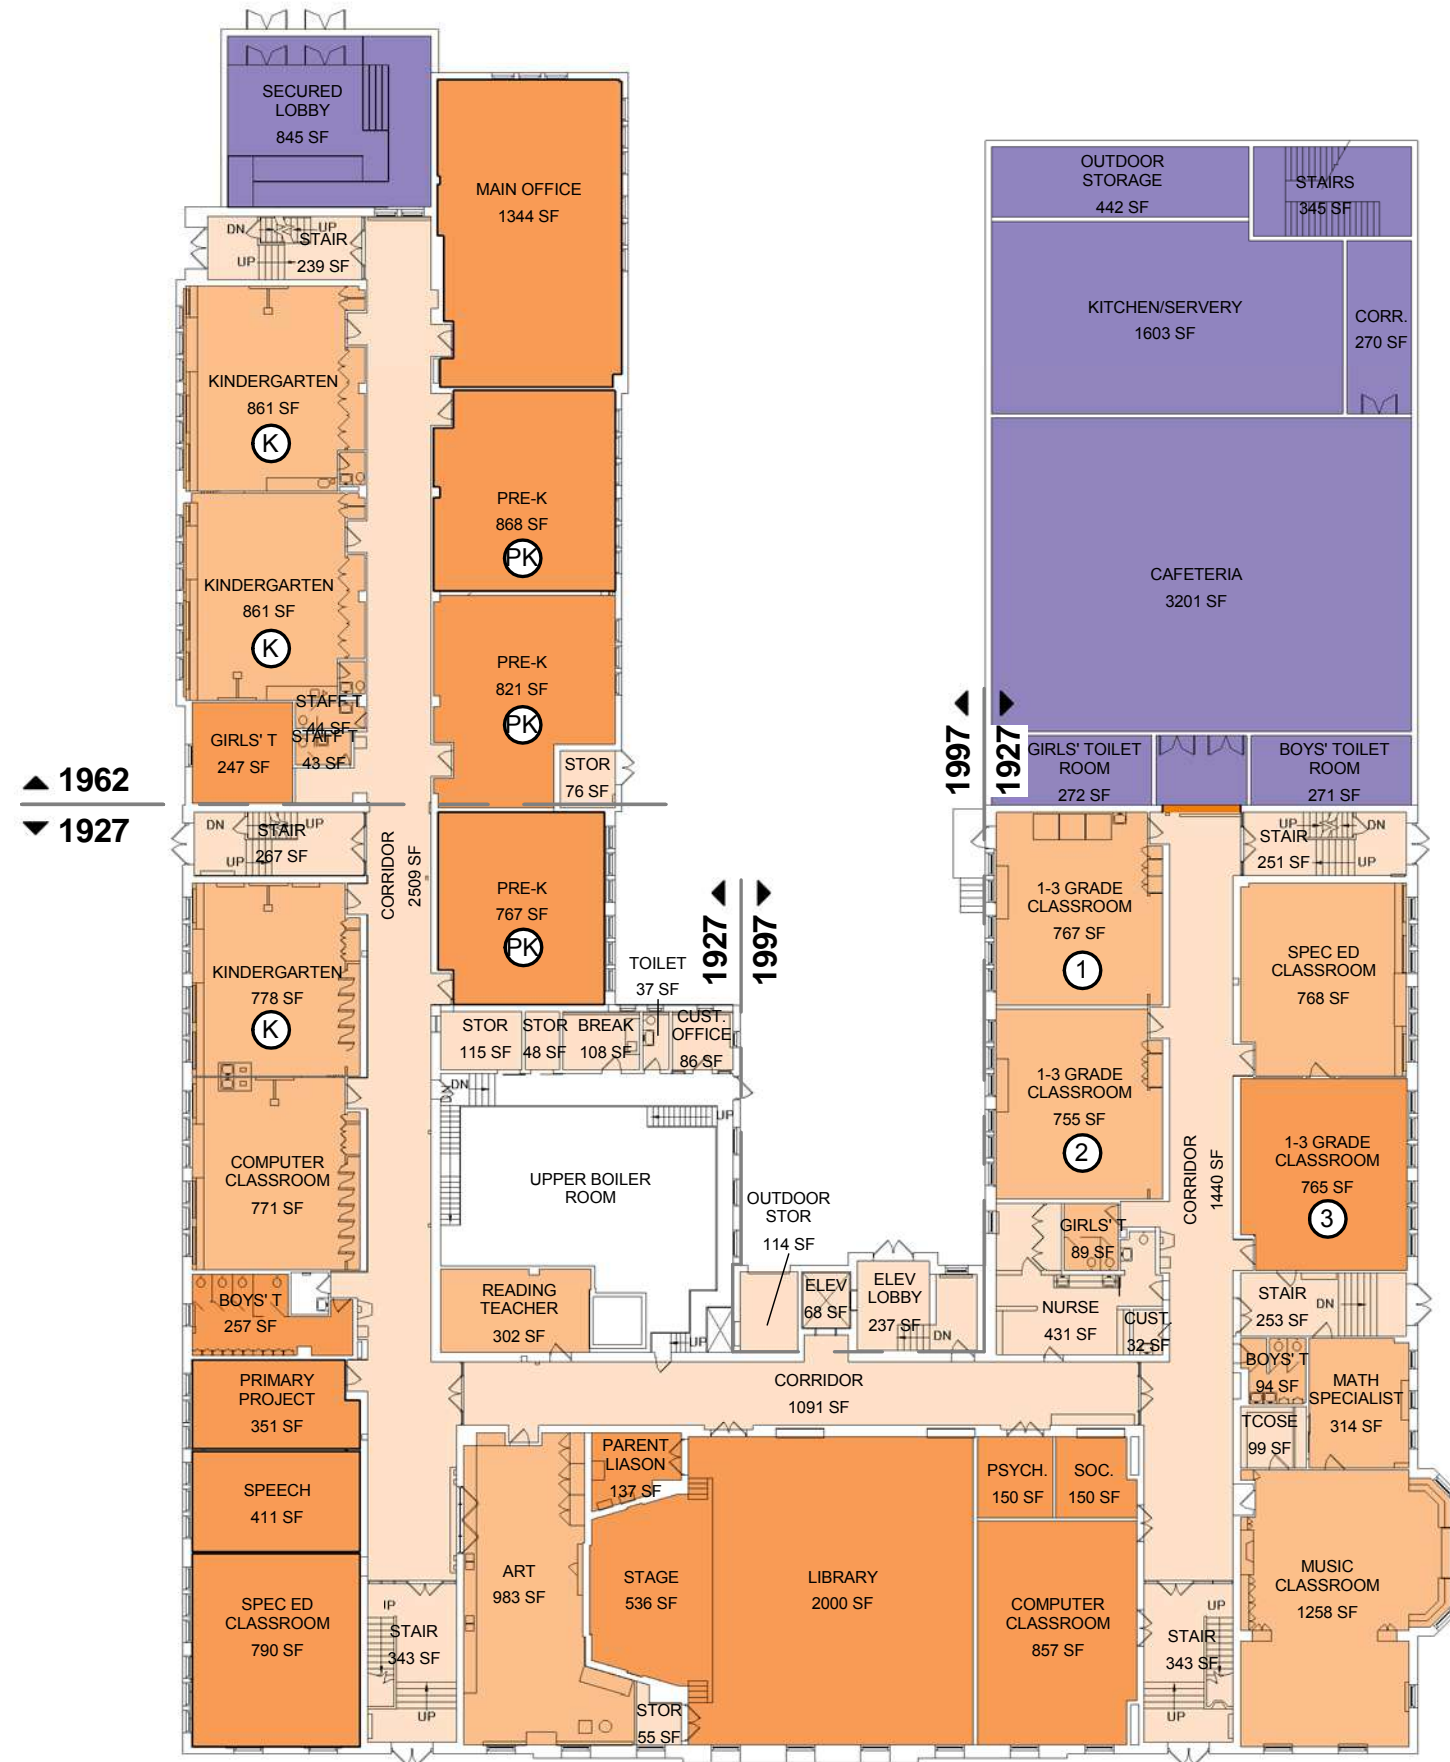 SECURED
LOBBY
845 SF
MAIN OFFICE
1344 SF
OUTDOOR
STORAGE
442 SF
STAIRS
345 SF
DN
UP
STAIR
UP
239 SF
KITCHEN/SERVERY
1603 SF
CORR.
270 SF
KINDERGARTEN
861 SF
K
PRE-K
868 SF
PK
CAFETERIA
3201 SF
KINDERGARTEN
861 SF
K
PRE-K
821 SF
PK
STAFF T
44 SF
STAFF T
43 SF
GIRLS' T
247 SF
STOR
76 SF
1997
1927
GIRLS' TOILET
ROOM
272 SF
BOYS' TOILET
ROOM
271 SF
1962
1927
DN
UP
STAIR
UP
267 SF
CORRIDOR
2509 SF
UP
DN
STAIR
251 SF
UP
PRE-K
767 SF
PK
1927
1997
1-3 GRADE
CLASSROOM
767 SF
1
SPEC ED
CLASSROOM
768 SF
KINDERGARTEN
778 SF
K
TOILET
37 SF
STOR
115 SF
STOR
48 SF
BREAK
108 SF
CUST.
OFFICE
86 SF
DN
UP
1-3 GRADE
CLASSROOM
755 SF
2
CORRIDOR
1440 SF
1-3 GRADE
CLASSROOM
765 SF
3
COMPUTER
CLASSROOM
771 SF
UPPER BOILER
ROOM
OUTDOOR
STOR
114 SF
GIRLS' T
89 SF
BOYS' T
257 SF
READING
TEACHER
302 SF
UP
ELEV
68 SF
ELEV
LOBBY
237 SF
DN
NURSE
431 SF
CUST.
32 SF
STAIR
DN
253 SF
PRIMARY
PROJECT
351 SF
CORRIDOR
1091 SF
BOYS' T
94 SF
MATH
SPECIALIST
314 SF
TCOSE
99 SF
SPEECH
411 SF
PARENT
LIASON
137 SF
PSYCH.
150 SF
SOC.
150 SF
SPEC ED
CLASSROOM
790 SF
STAIR
343 SF
UP
ART
983 SF
STAGE
536 SF
LIBRARY
2000 SF
COMPUTER
CLASSROOM
857 SF
UP
STAIR
343 SF
UP
MUSIC
CLASSROOM
1258 SF
STOR
55 SF